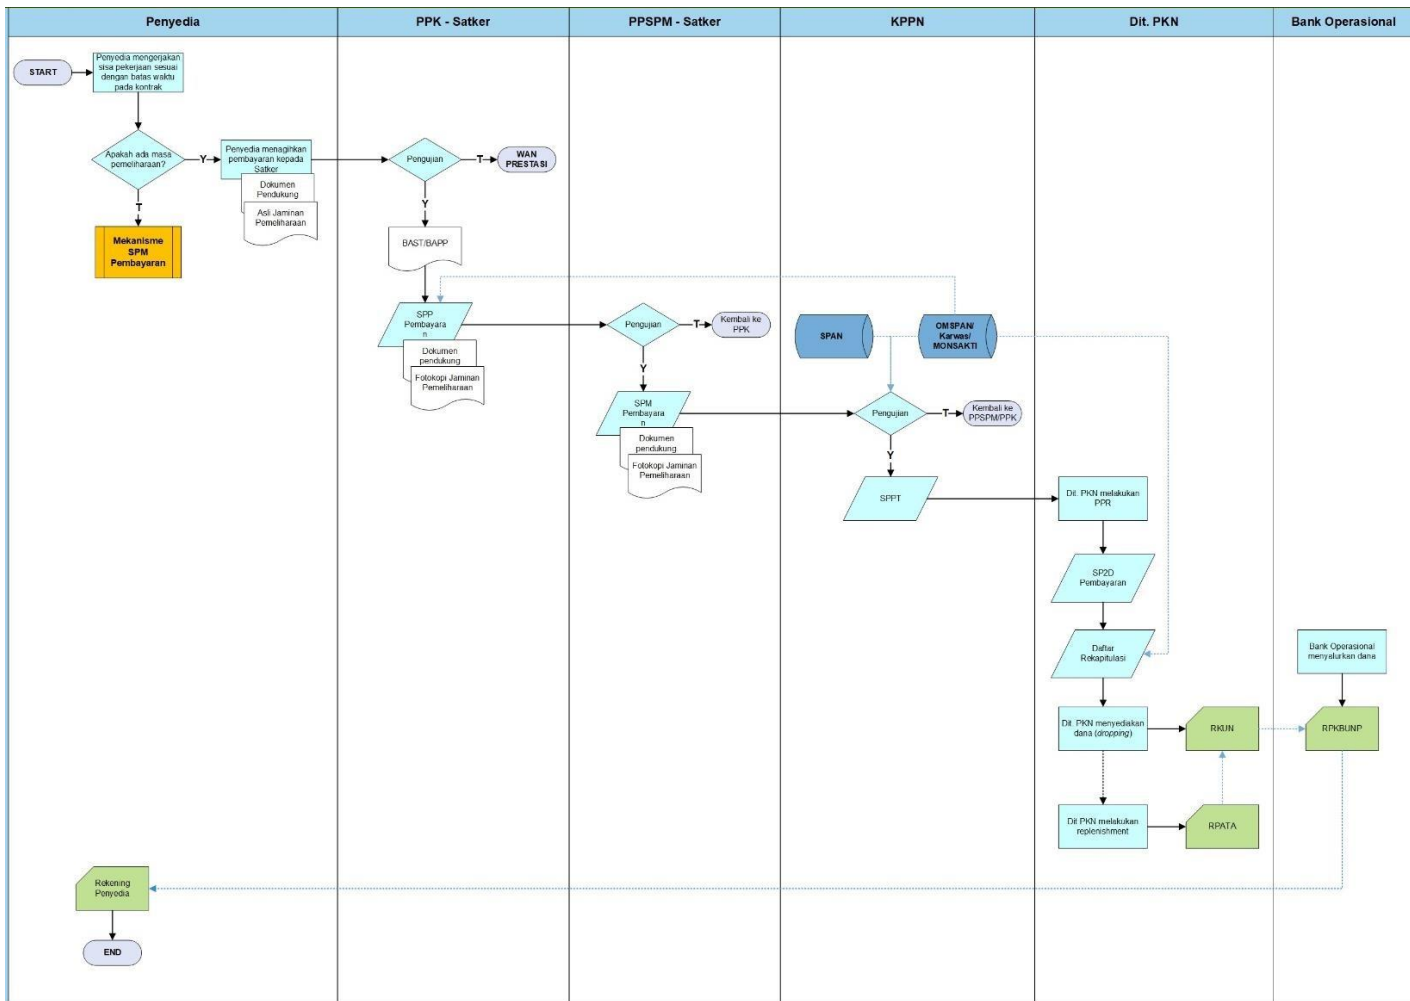 Penyedia
PPK - Satker
PPSPM - Satker
KPPN
Dit. PKN
Bank Operasional
START
Penyedia mengerjakan
sisa pekerjaan sesuai
dengan batas waktu
pada kontrak
Apakah ada masa
pemeliharaan?
Y
Penyedia menagihkan
pembayaran kepada
Satker
Dokumen
Pendukung
Asli Jaminan
Pemeliharaan
T
Mekanisme
SPM
Pembayaran
Pengujian
T
WAN
PRESTASI
Y
BAST/BAPP
SPP
Pembayara
n
Dokumen
pendukung
Fotokopi Jaminan
Pemeliharaan
Pengujian
T
Kembali ke
PPK
Y
SPM
Pembayara
n
Dokumen
pendukung
Fotokopi Jaminan
Pemeliharaan
SPAN
OMSPAN/
Karwas/
MONSAKTI
Pengujian
T
Kembali ke
PPSPM/PPK
Y
SPPT
Dit. PKN melakukan
PPR
SP2D
Pembayaran
Daftar
Rekapitulasi
Dit. PKN menyediakan
dana (dropping)
RKUN
Dit PKN melakukan
replenishment
RPATA
Bank Operasional
menyalurkan dana
RPKBUNP
Rekening
Penyedia
END